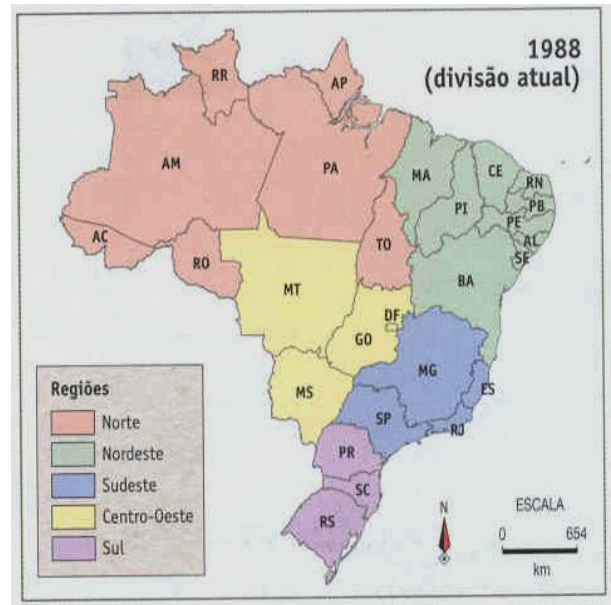 1988
(divisão atual)
RR
AP
AM
PA
MA
CE
RN
PB
PI
PE
AL
SE
AC
RO
TO
BA
MT
DF
GO
MG
ES
MS
SP
RJ
PR
SC
RS
Regiões
Norte
Nordeste
Sudeste
Centro-Oeste
Sul
N
ESCALA
0 654
km